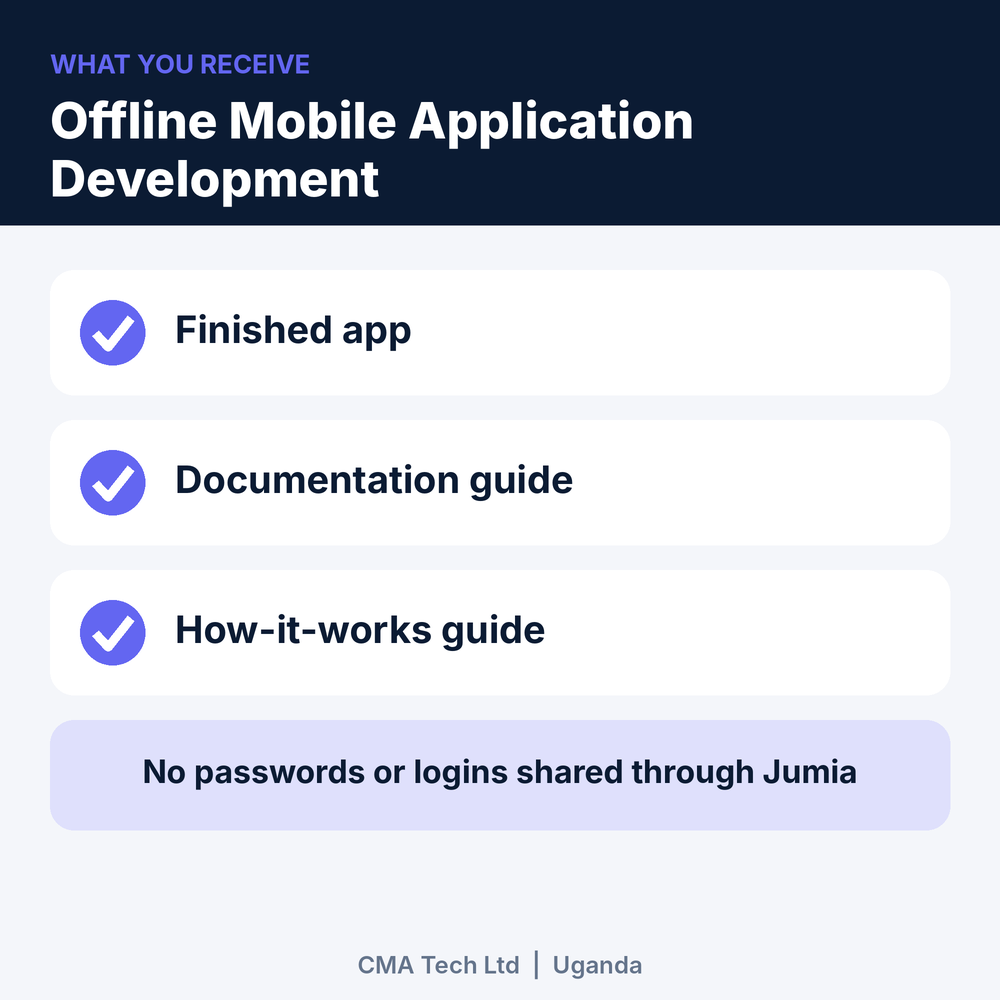 WHAT YOU RECEIVE
Offline Mobile Application
Development
Finished app
Documentation guide
How-it-works guide
No passwords or logins shared through Jumia
CMA Tech Ltd | Uganda